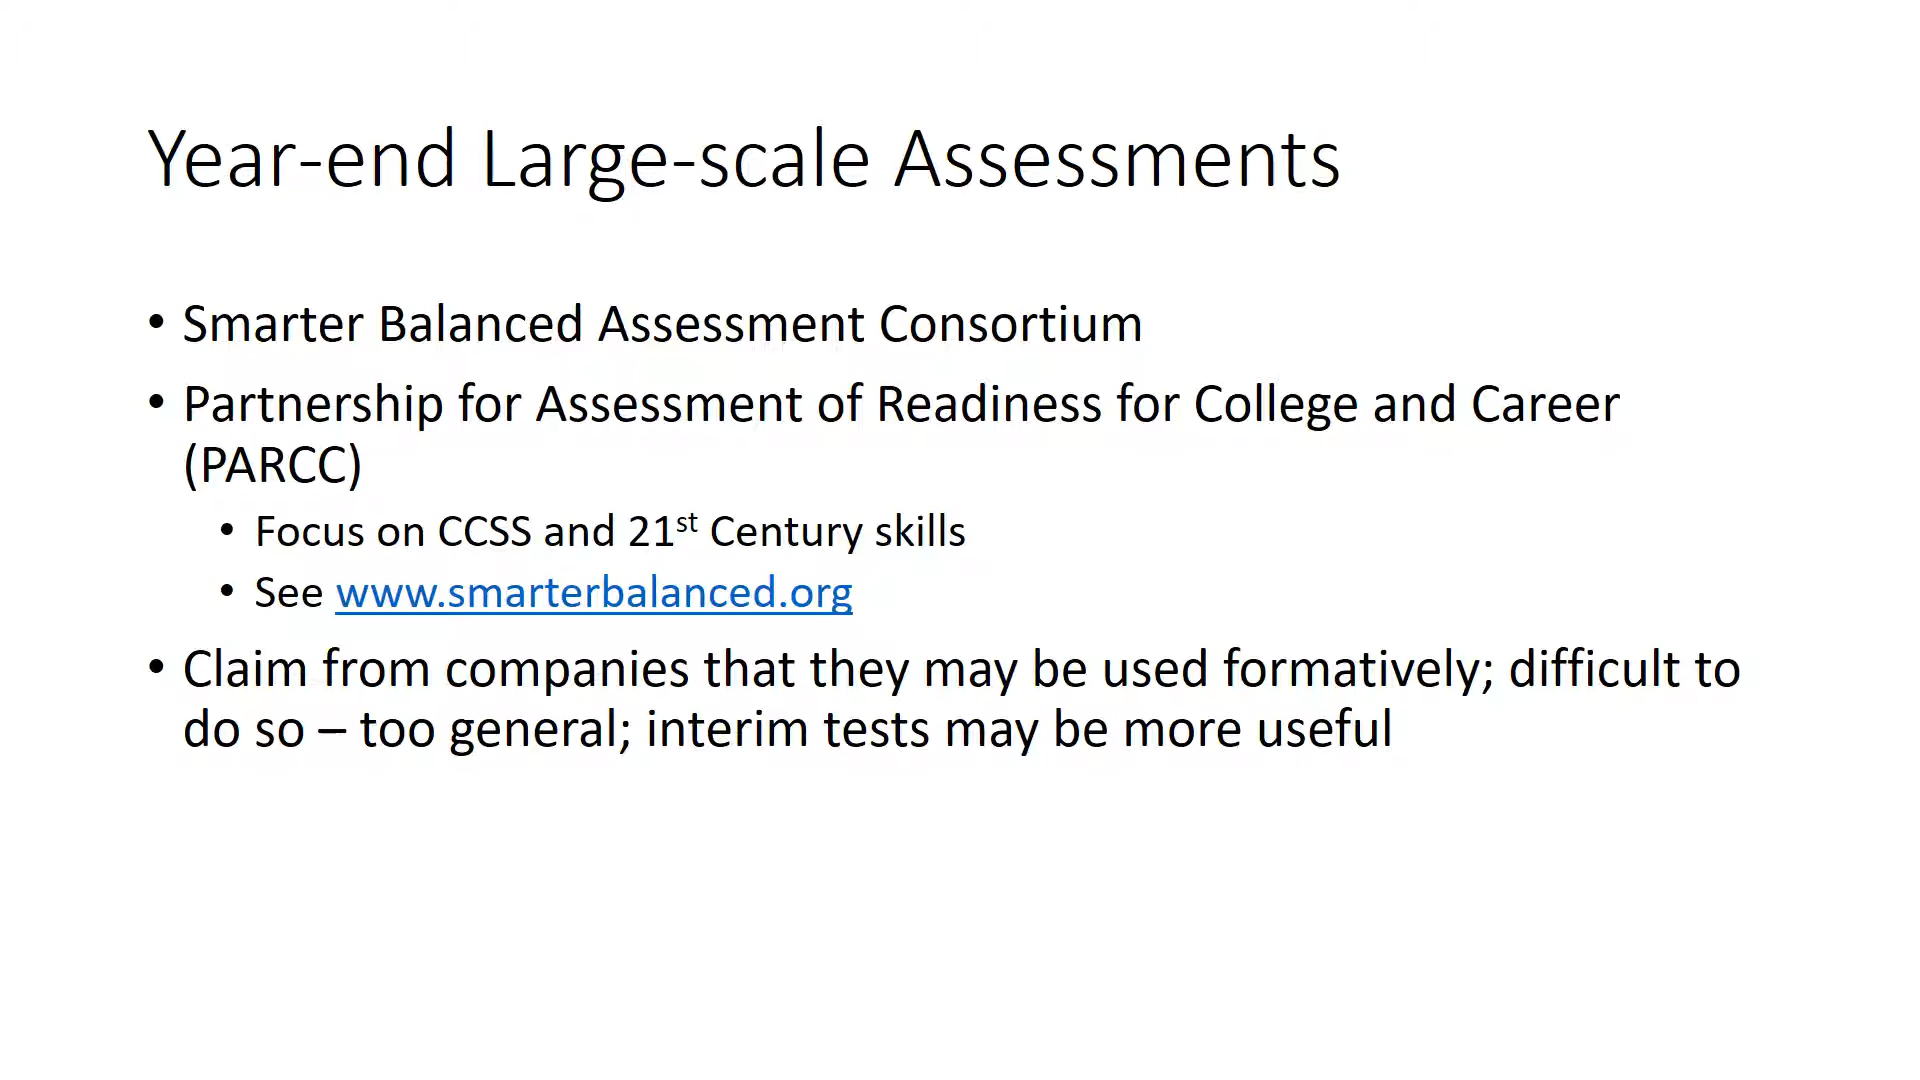 Year-end Large-scale Assessments
• Smarter Balanced Assessment Consortium
• Partnership for Assessment of Readiness for College and Career
(PARCC)
• Focus on CCSS and 21st Century skills
• See www.smarterbalanced.org
• Claim from companies that they may be used formatively; difficult to
do so – too general; interim tests may be more useful